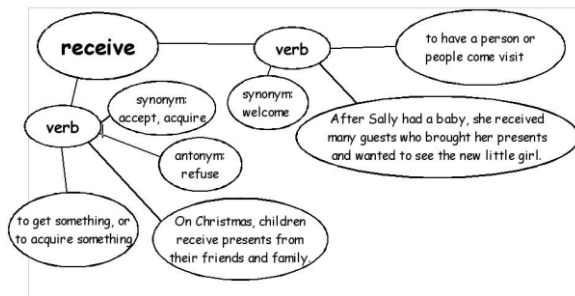 receive
verb
to have a person or
people come visit
synonym:
welcome
After Sally had a baby, she received
many guests who brought her presents
and wanted to see the new little girl.
verb
synonym:
accept, acquire
antonym:
refuse
to get something, or
to acquire something
On Christmas, children
receive presents from
their friends and family.